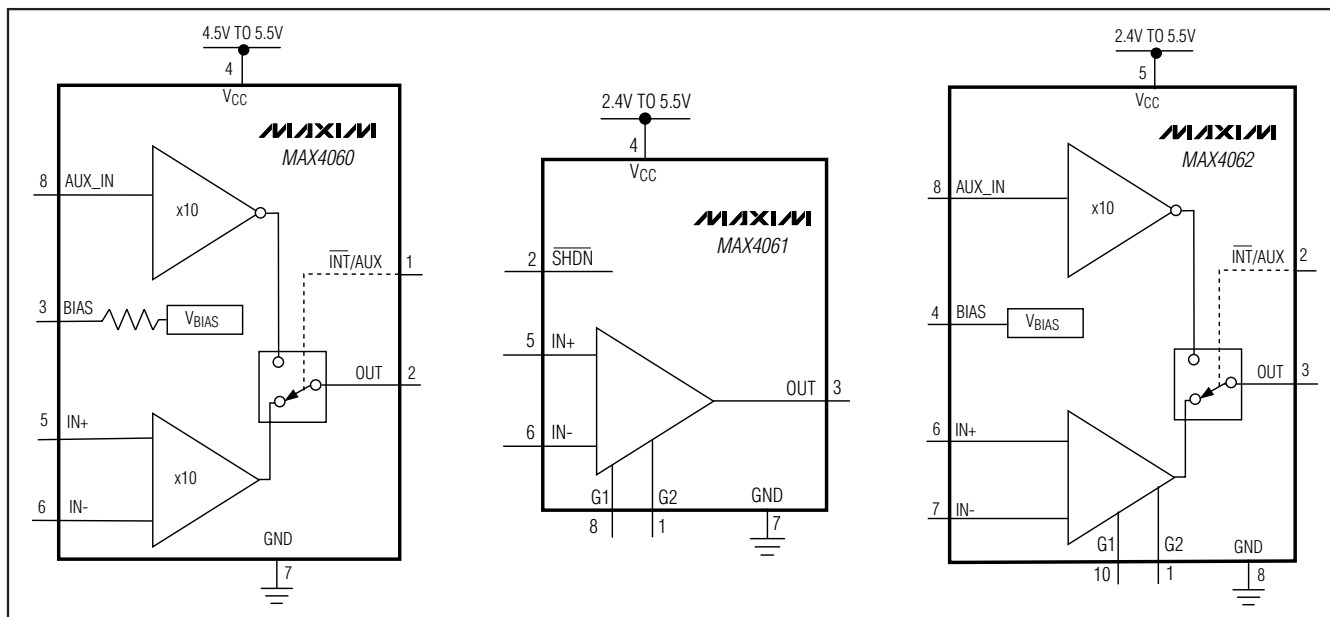 4.5V TO 5.5V
4
VCC
MAXIM
MAX4060
8
AUX_IN
x10
INT/AUX
1
3
BIAS
VBIAS
OUT
2
5
IN+
6
IN-
x10
GND
7
2.4V TO 5.5V
4
VCC
MAXIM
MAX4061
2
SHDN
5
IN+
6
IN-
OUT
3
G1
G2
GND
8
1
7
2.4V TO 5.5V
5
VCC
MAXIM
MAX4062
8
AUX_IN
x10
INT/AUX
2
4
BIAS
VBIAS
OUT
3
6
IN+
7
IN-
G1
G2
GND
10
1
8